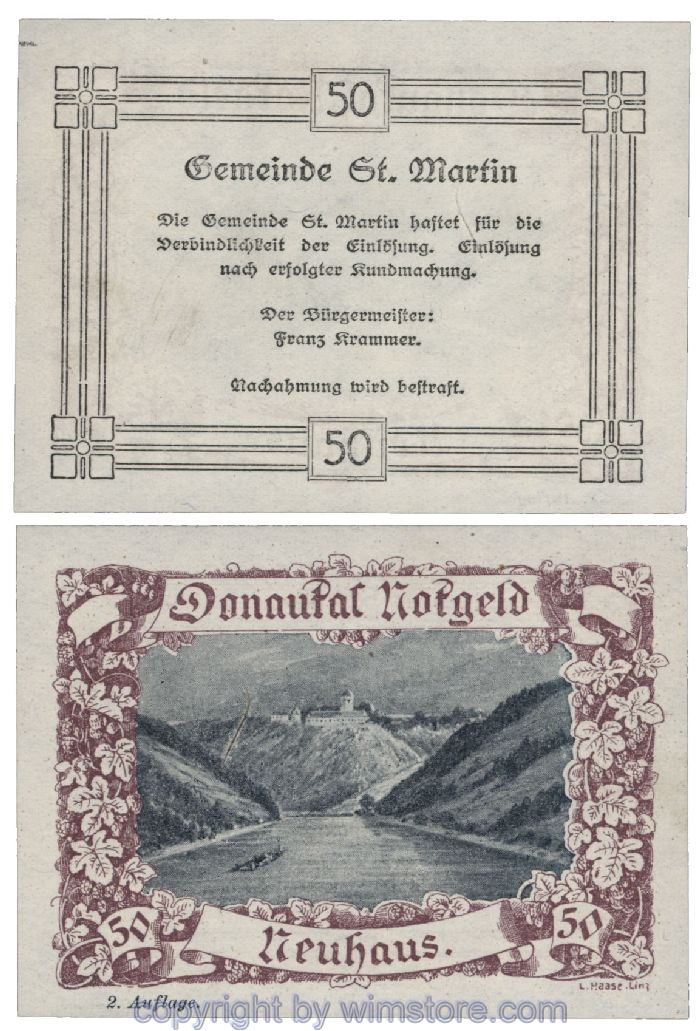 50
Gemeinde St. Martin
Die Gemeinde St. Martin haftet für die
Verbindlichkeit der Einlösung. Einlösung
nach erfolgter Kundmachung.
Der Bürgermeister:
Franz Krammer.
Nachahmung wird bestraft.
50
Donautal Notgeld
50
Neuhaus.
50
L. Haase. Linz
2. Auflage.
copyright by wimstore.com